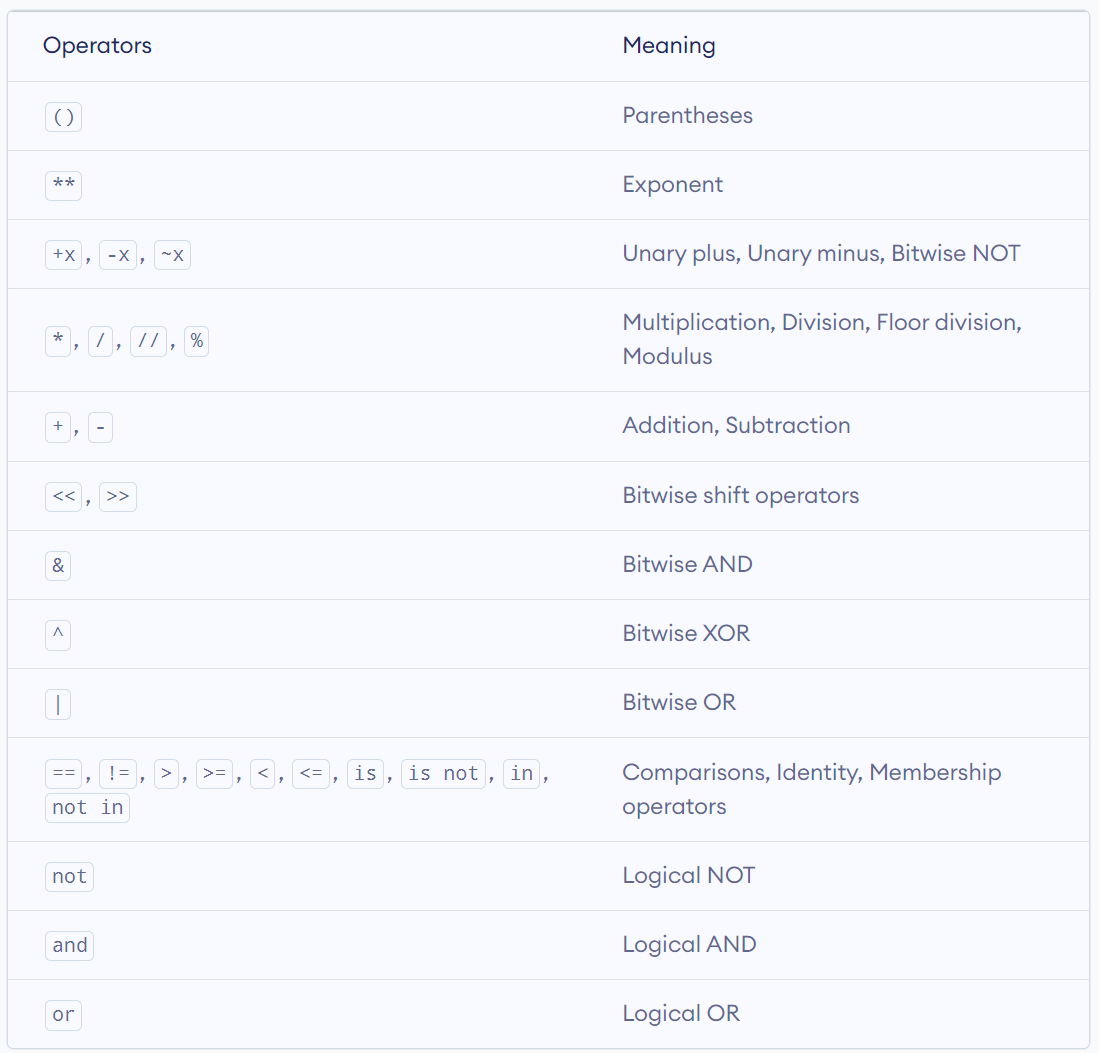 Operators Meaning
() Parentheses
** Exponent
+x, -x, ~x Unary plus, Unary minus, Bitwise NOT
*, /, //, % Multiplication, Division, Floor division,
Modulus
+, - Addition, Subtraction
<<, >> Bitwise shift operators
& Bitwise AND
^ Bitwise XOR
| Bitwise OR
==, !=, >, >=, <, <=, is, is not, in, Comparisons, Identity, Membership
not in operators
not Logical NOT
and Logical AND
or Logical OR